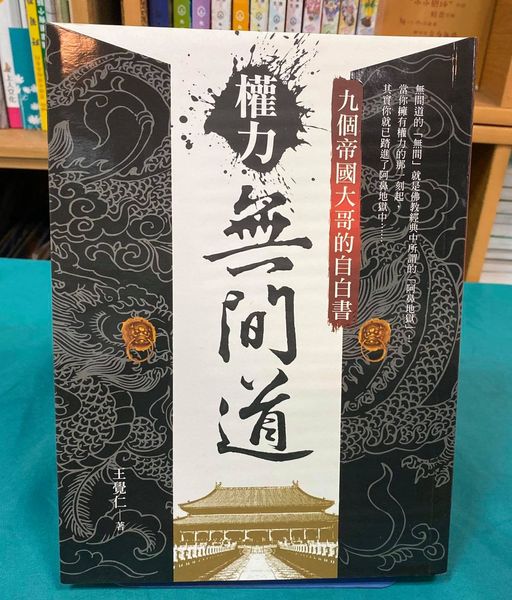 權力
無間道
九個帝國大哥的自白書
無間道的「無間」就是佛教經典中所謂的「阿鼻地獄」,
當你擁有權力的那一刻起,
其實你就已踏進了阿鼻地獄中……
王覺仁—著